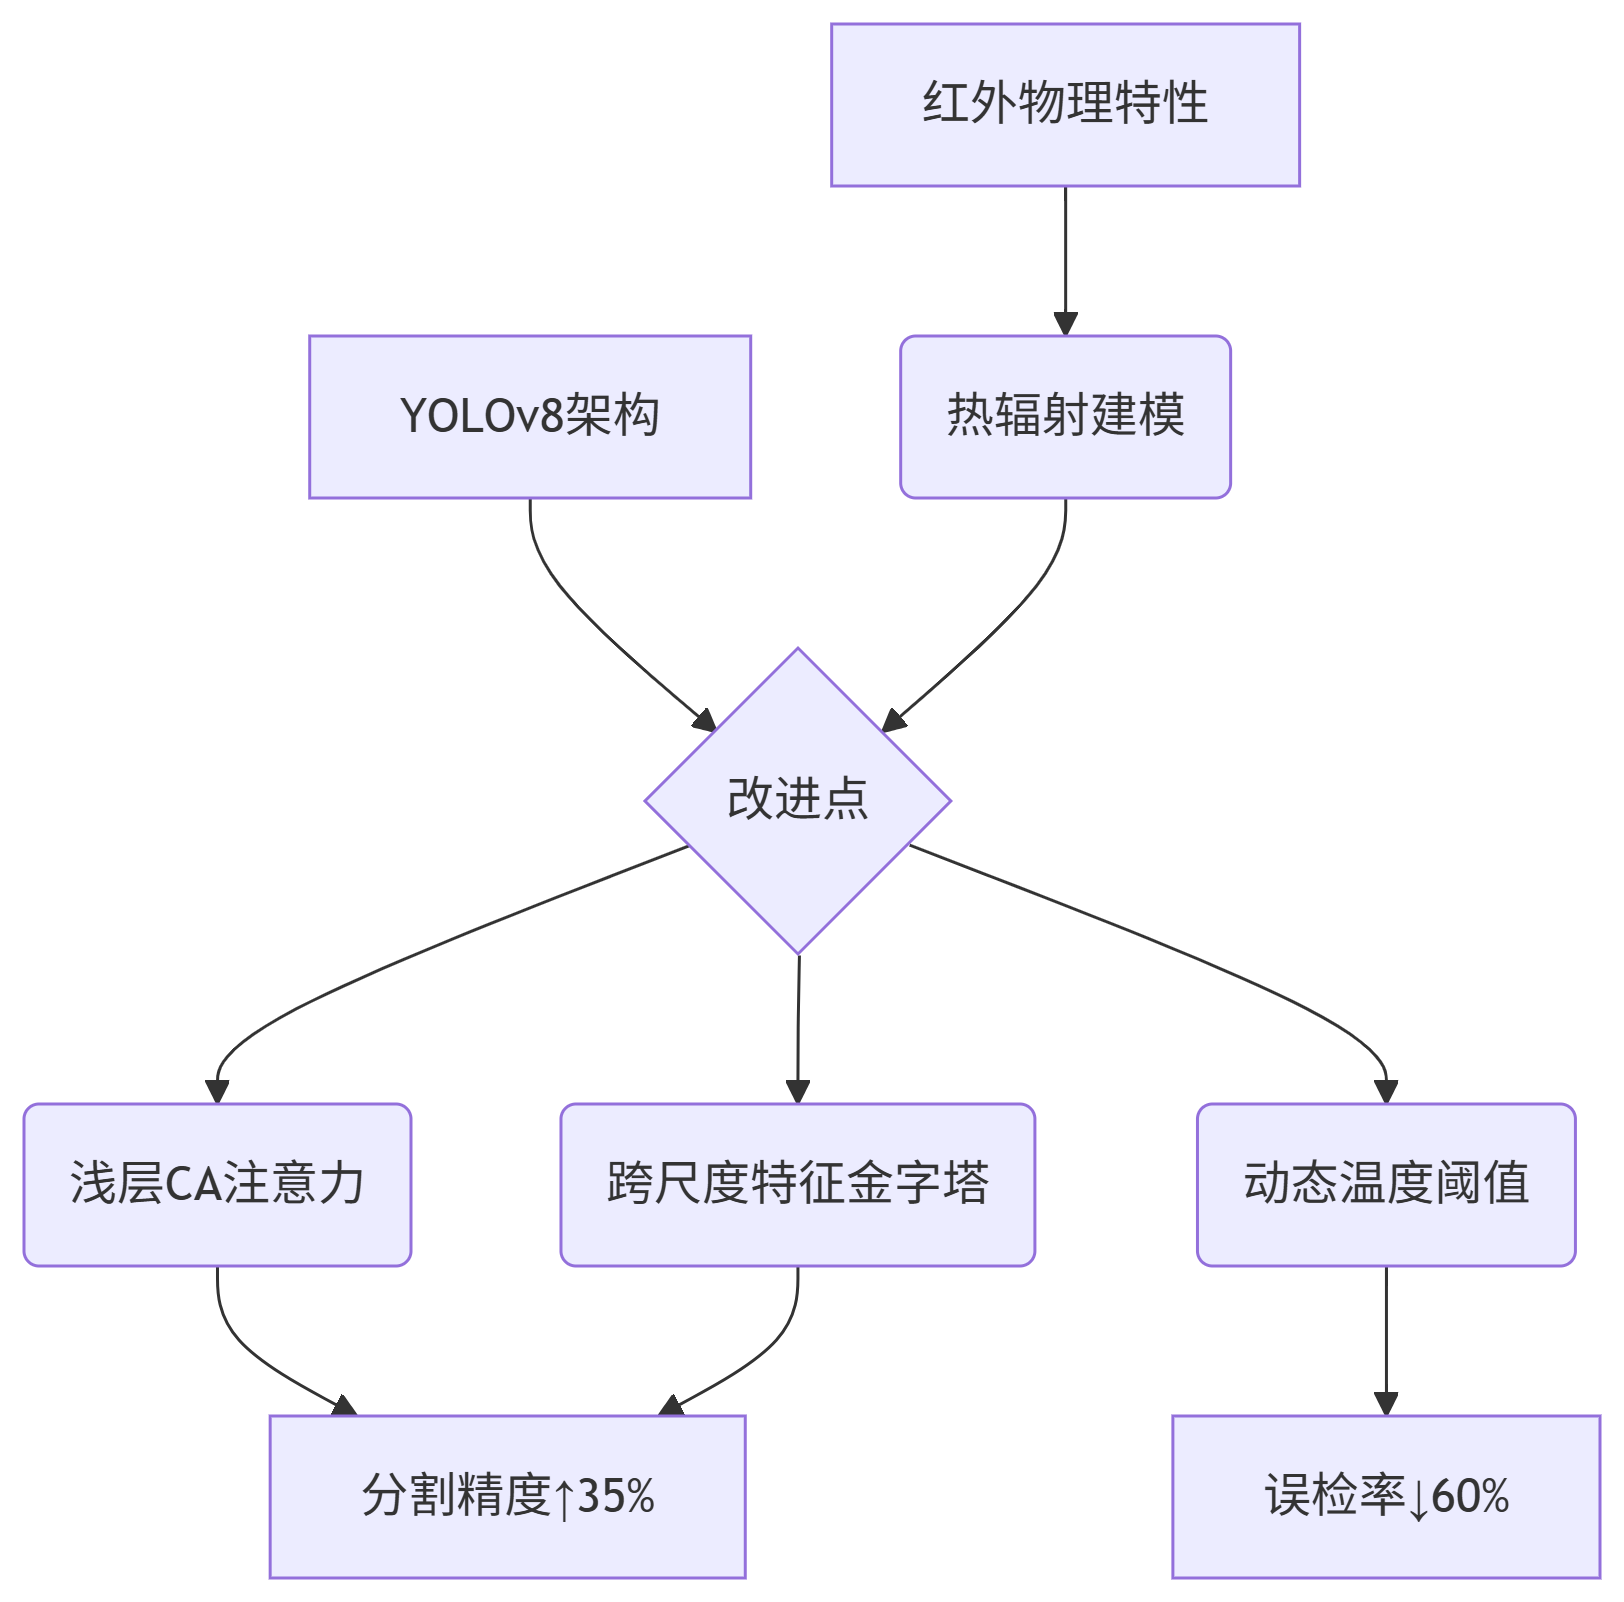 红外物理特性
YOLOv8架构
热辐射建模
改进点
浅层CA注意力
跨尺度特征金字塔
动态温度阈值
分割精度↑35%
误检率↓60%